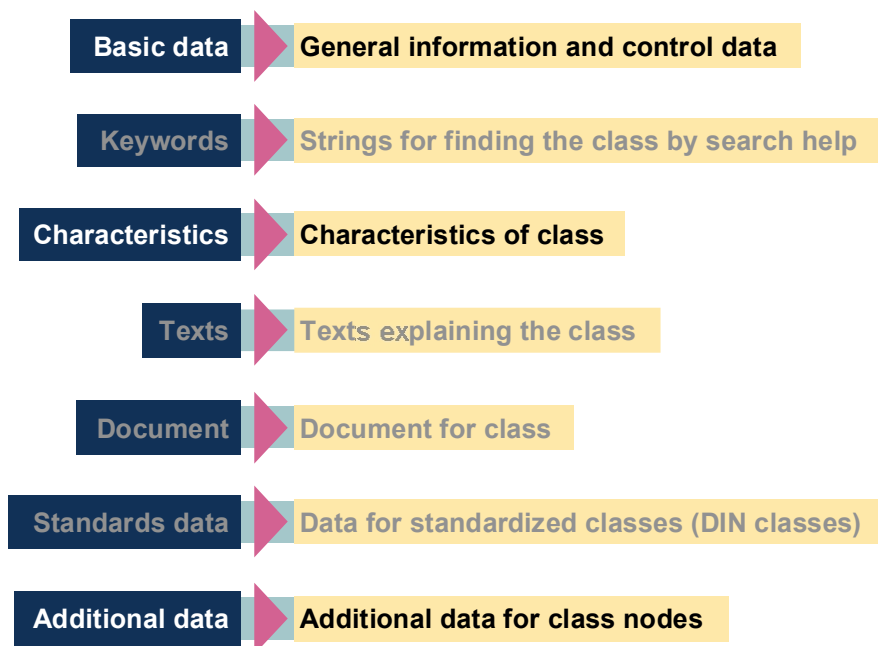 Basic data General information and control data
Keywords Strings for finding the class by search help
Characteristics Characteristics of class
Texts Texts explaining the class
Document Document for class
Standards data Data for standardized classes (DIN classes)
Additional data Additional data for class nodes